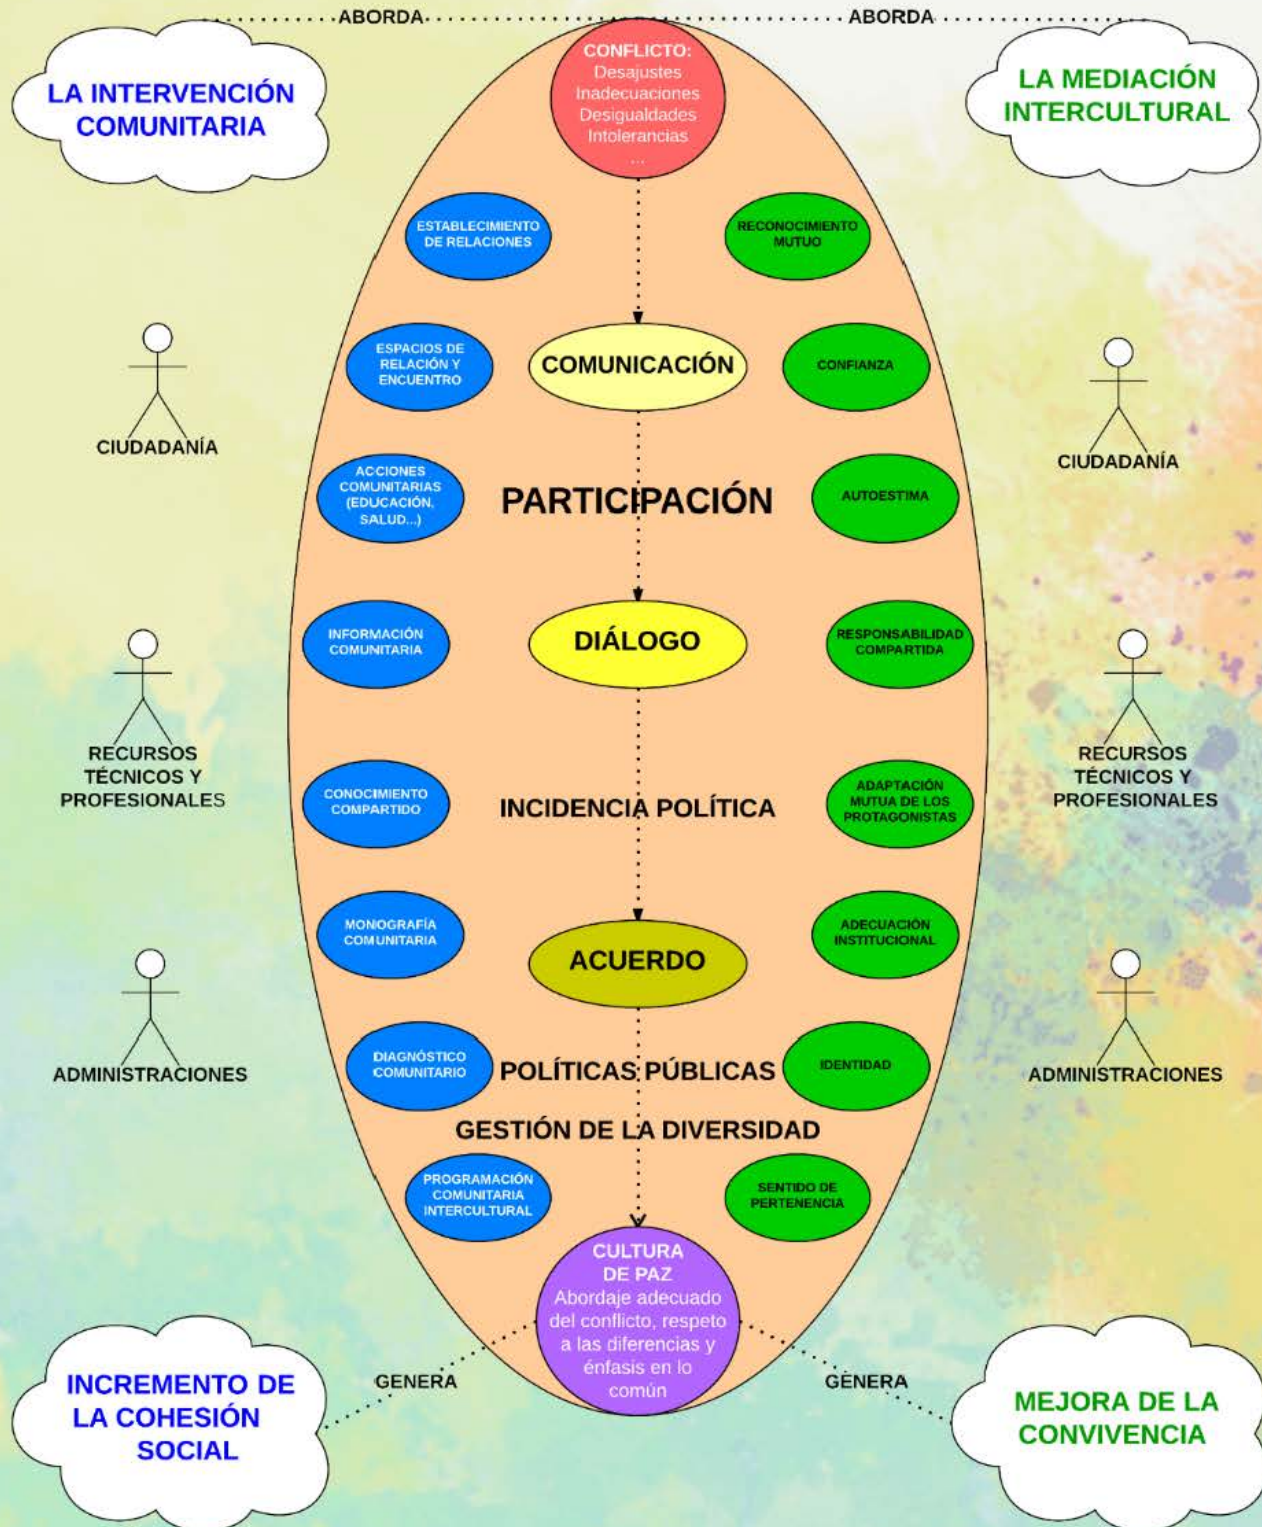 ABORDA
ABORDA
LA INTERVENCIÓN
COMUNITARIA
CONFLICTO:
Desajustes
Inadecuaciones
Desigualdades
Intolerancias
...
LA MEDIACIÓN
INTERCULTURAL
ESTABLECIMIENTO
DE RELACIONES
RECONOCIMIENTO
MUTUO
ESPACIOS DE
RELACIÓN Y
ENCUENTRO
COMUNICACIÓN
CONFIANZA
CIUDADANÍA
CIUDADANÍA
ACCIONES
COMUNITARIAS
(EDUCACIÓN,
SALUD...)
PARTICIPACIÓN
AUTOESTIMA
INFORMACIÓN
COMUNITARIA
DIÁLOGO
RESPONSABILIDAD
COMPARTIDA
RECURSOS
TÉCNICOS Y
PROFESIONALES
RECURSOS
TÉCNICOS Y
PROFESIONALES
CONOCIMIENTO
COMPARTIDO
INCIDENCIA POLÍTICA
ADAPTACIÓN
MUTUA DE LOS
PROTAGONISTAS
MONOGRAFÍA
COMUNITARIA
ACUERDO
ADECUACIÓN
INSTITUCIONAL
ADMINISTRACIONES
ADMINISTRACIONES
DIAGNÓSTICO
COMUNITARIO
POLÍTICAS PÚBLICAS
IDENTIDAD
GESTIÓN DE LA DIVERSIDAD
PROGRAMACIÓN
COMUNITARIA
INTERCULTURAL
SENTIDO DE
PERTENENCIA
CULTURA
DE PAZ
Abordaje adecuado
del conflicto, respeto
a las diferencias y
énfasis en lo
común
GENERA
GENERA
INCREMENTO DE
LA COHESIÓN
SOCIAL
MEJORA DE LA
CONVIVENCIA